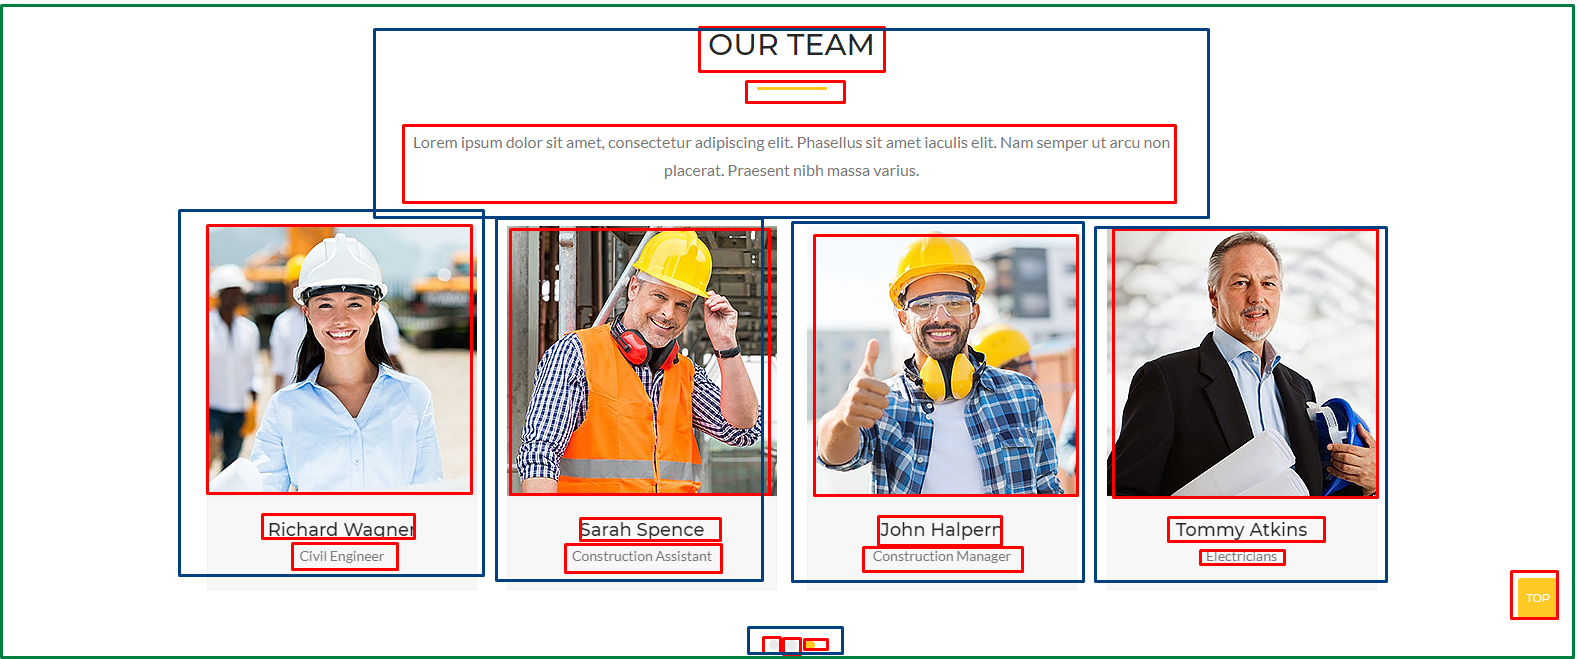 OUR TEAM
Lorem ipsum dolor sit amet, consectetur adipiscing elit. Phasellus sit amet iaculis elit. Nam semper ut arcu non
placerat. Praesent nibh massa varius.
Richard Wagner
Civil Engineer
Sarah Spence
Construction Assistant
John Halpern
Construction Manager
Tommy Atkins
Electricians
TOP